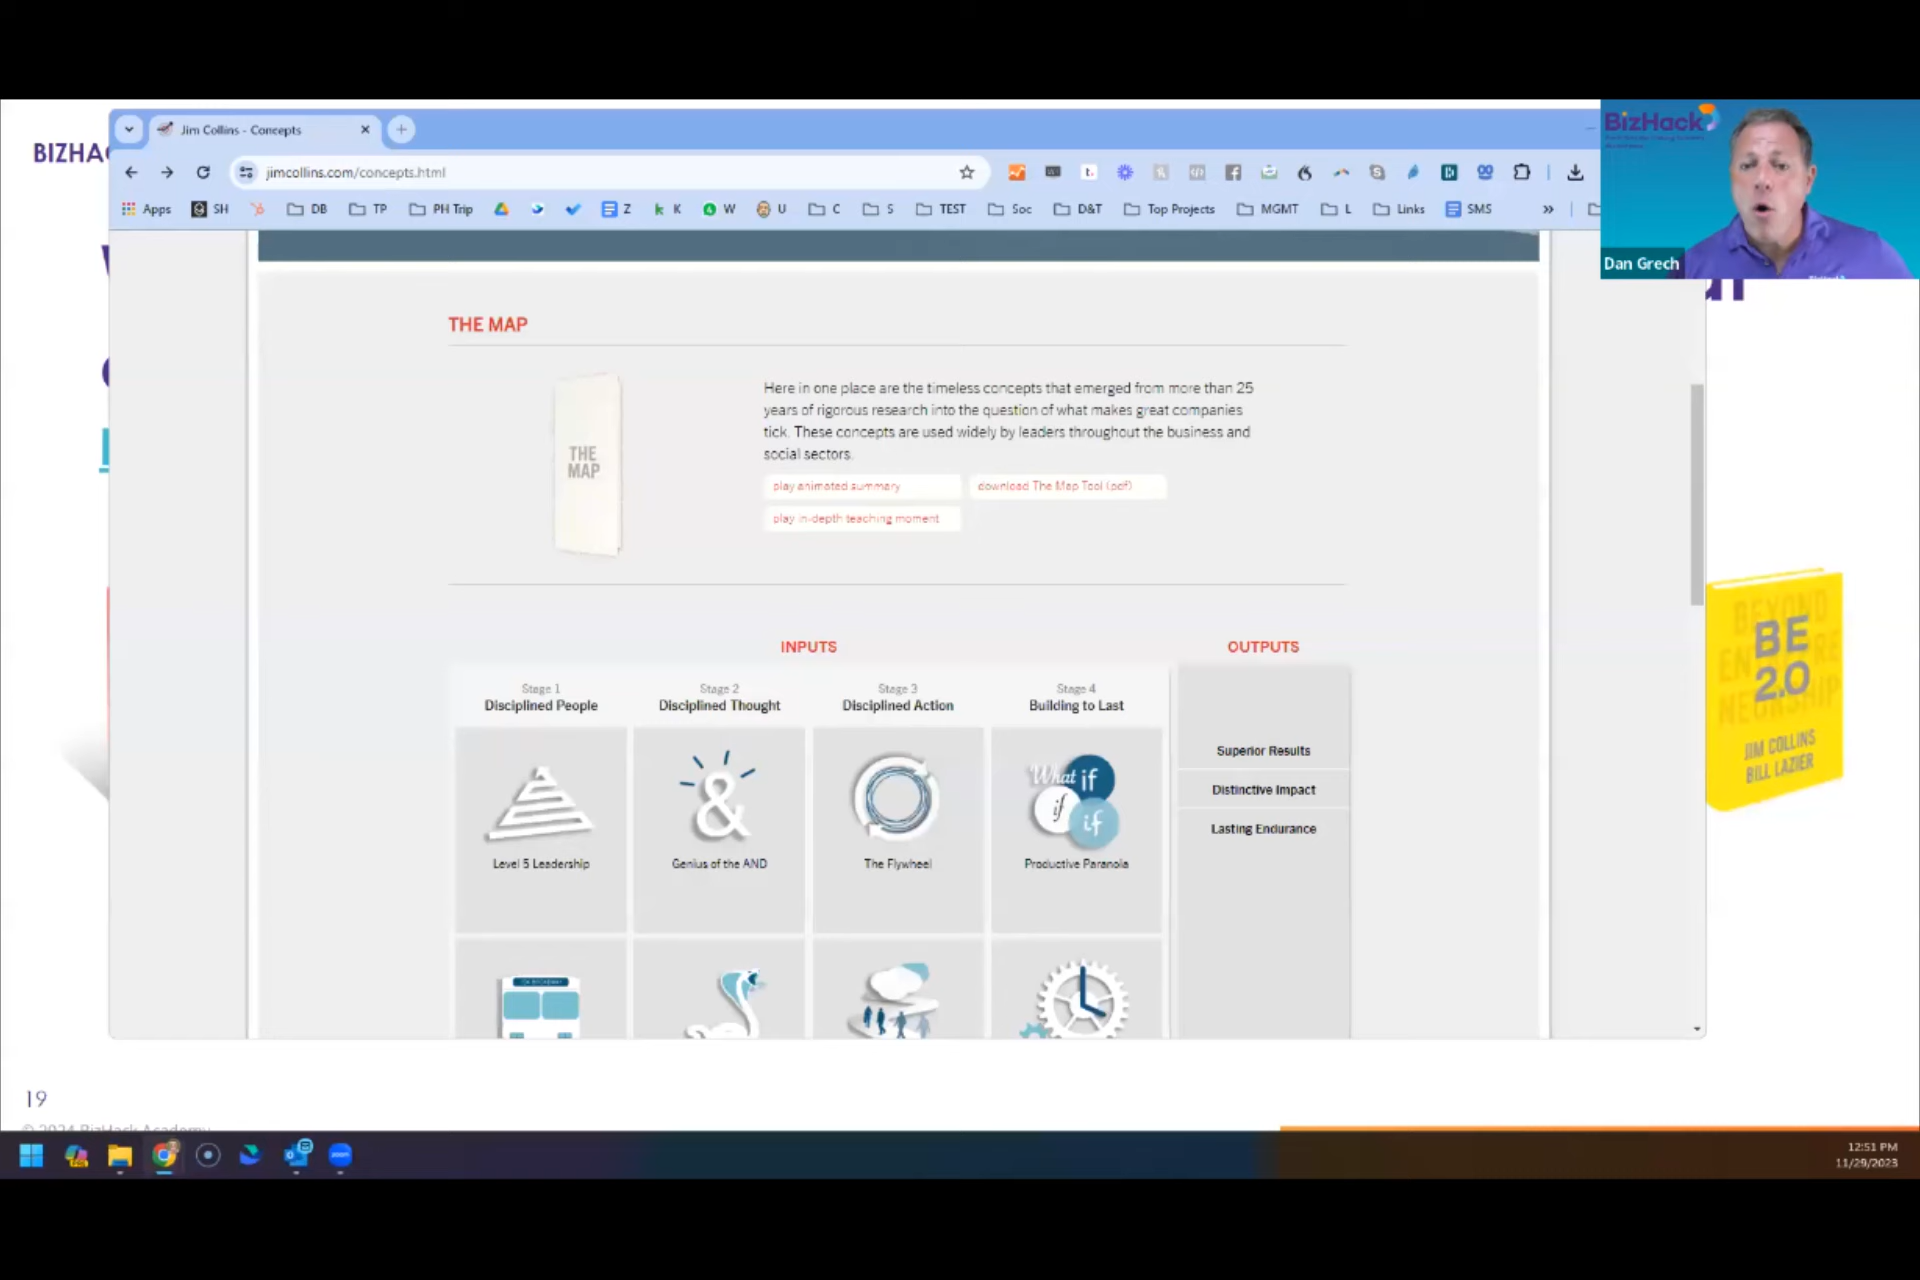 BIZHA
Jim Collins - Concepts
BizHack
jimcollins.com/concepts.html
Apps SH DB TP PH Trip Z K W U C S TEST Soc D&T Top Projects MGMT L Links SMS
Dan Grech
THE MAP
THE
MAP
Here in one place are the timeless concepts that emerged from more than 25
years of rigorous research into the question of what makes great companies
tick. These concepts are used widely by leaders throughout the business and
social sectors.
play animated summary
download The Map Tool (pdf)
play in-depth teaching moment
INPUTS
OUTPUTS
Stage 1
Disciplined People
Stage 2
Disciplined Thought
Stage 3
Disciplined Action
Stage 4
Building to Last
Level 5 Leadership
&
Genius of the AND
The Flywheel
What if
if
if
Productive Paranoia
Superior Results
Distinctive Impact
Lasting Endurance
BEYOND
ENTREPRE
NEURSHIP
BE
2.0
JIM COLLINS
BILL LAZIER
19
© 2024 BizHack Academy
12:51 PM
11/29/2023